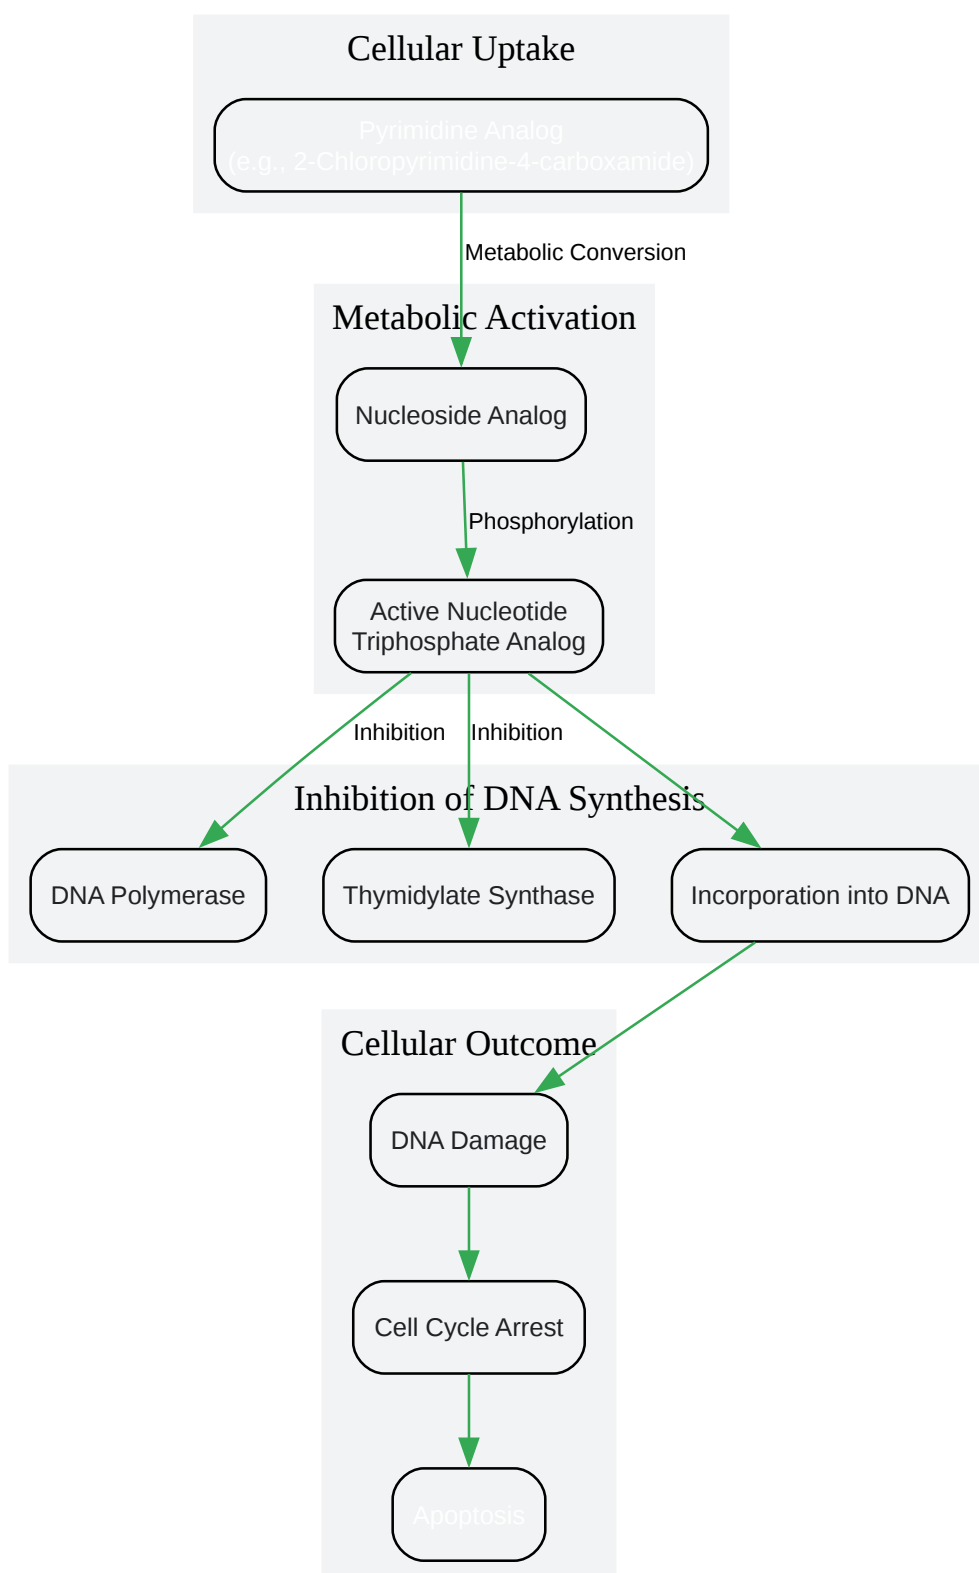 Cellular Uptake
Pyrimidine Analog
(e.g., 2-Chloropyrimidine-4-carboxamide)
Metabolic Conversion
Metabolic Activation
Nucleoside Analog
Phosphorylation
Active Nucleotide
Triphosphate Analog
Inhibition
Inhibition
Inhibition of DNA Synthesis
DNA Polymerase
Thymidylate Synthase
Incorporation into DNA
Cellular Outcome
DNA Damage
Cell Cycle Arrest
Apoptosis